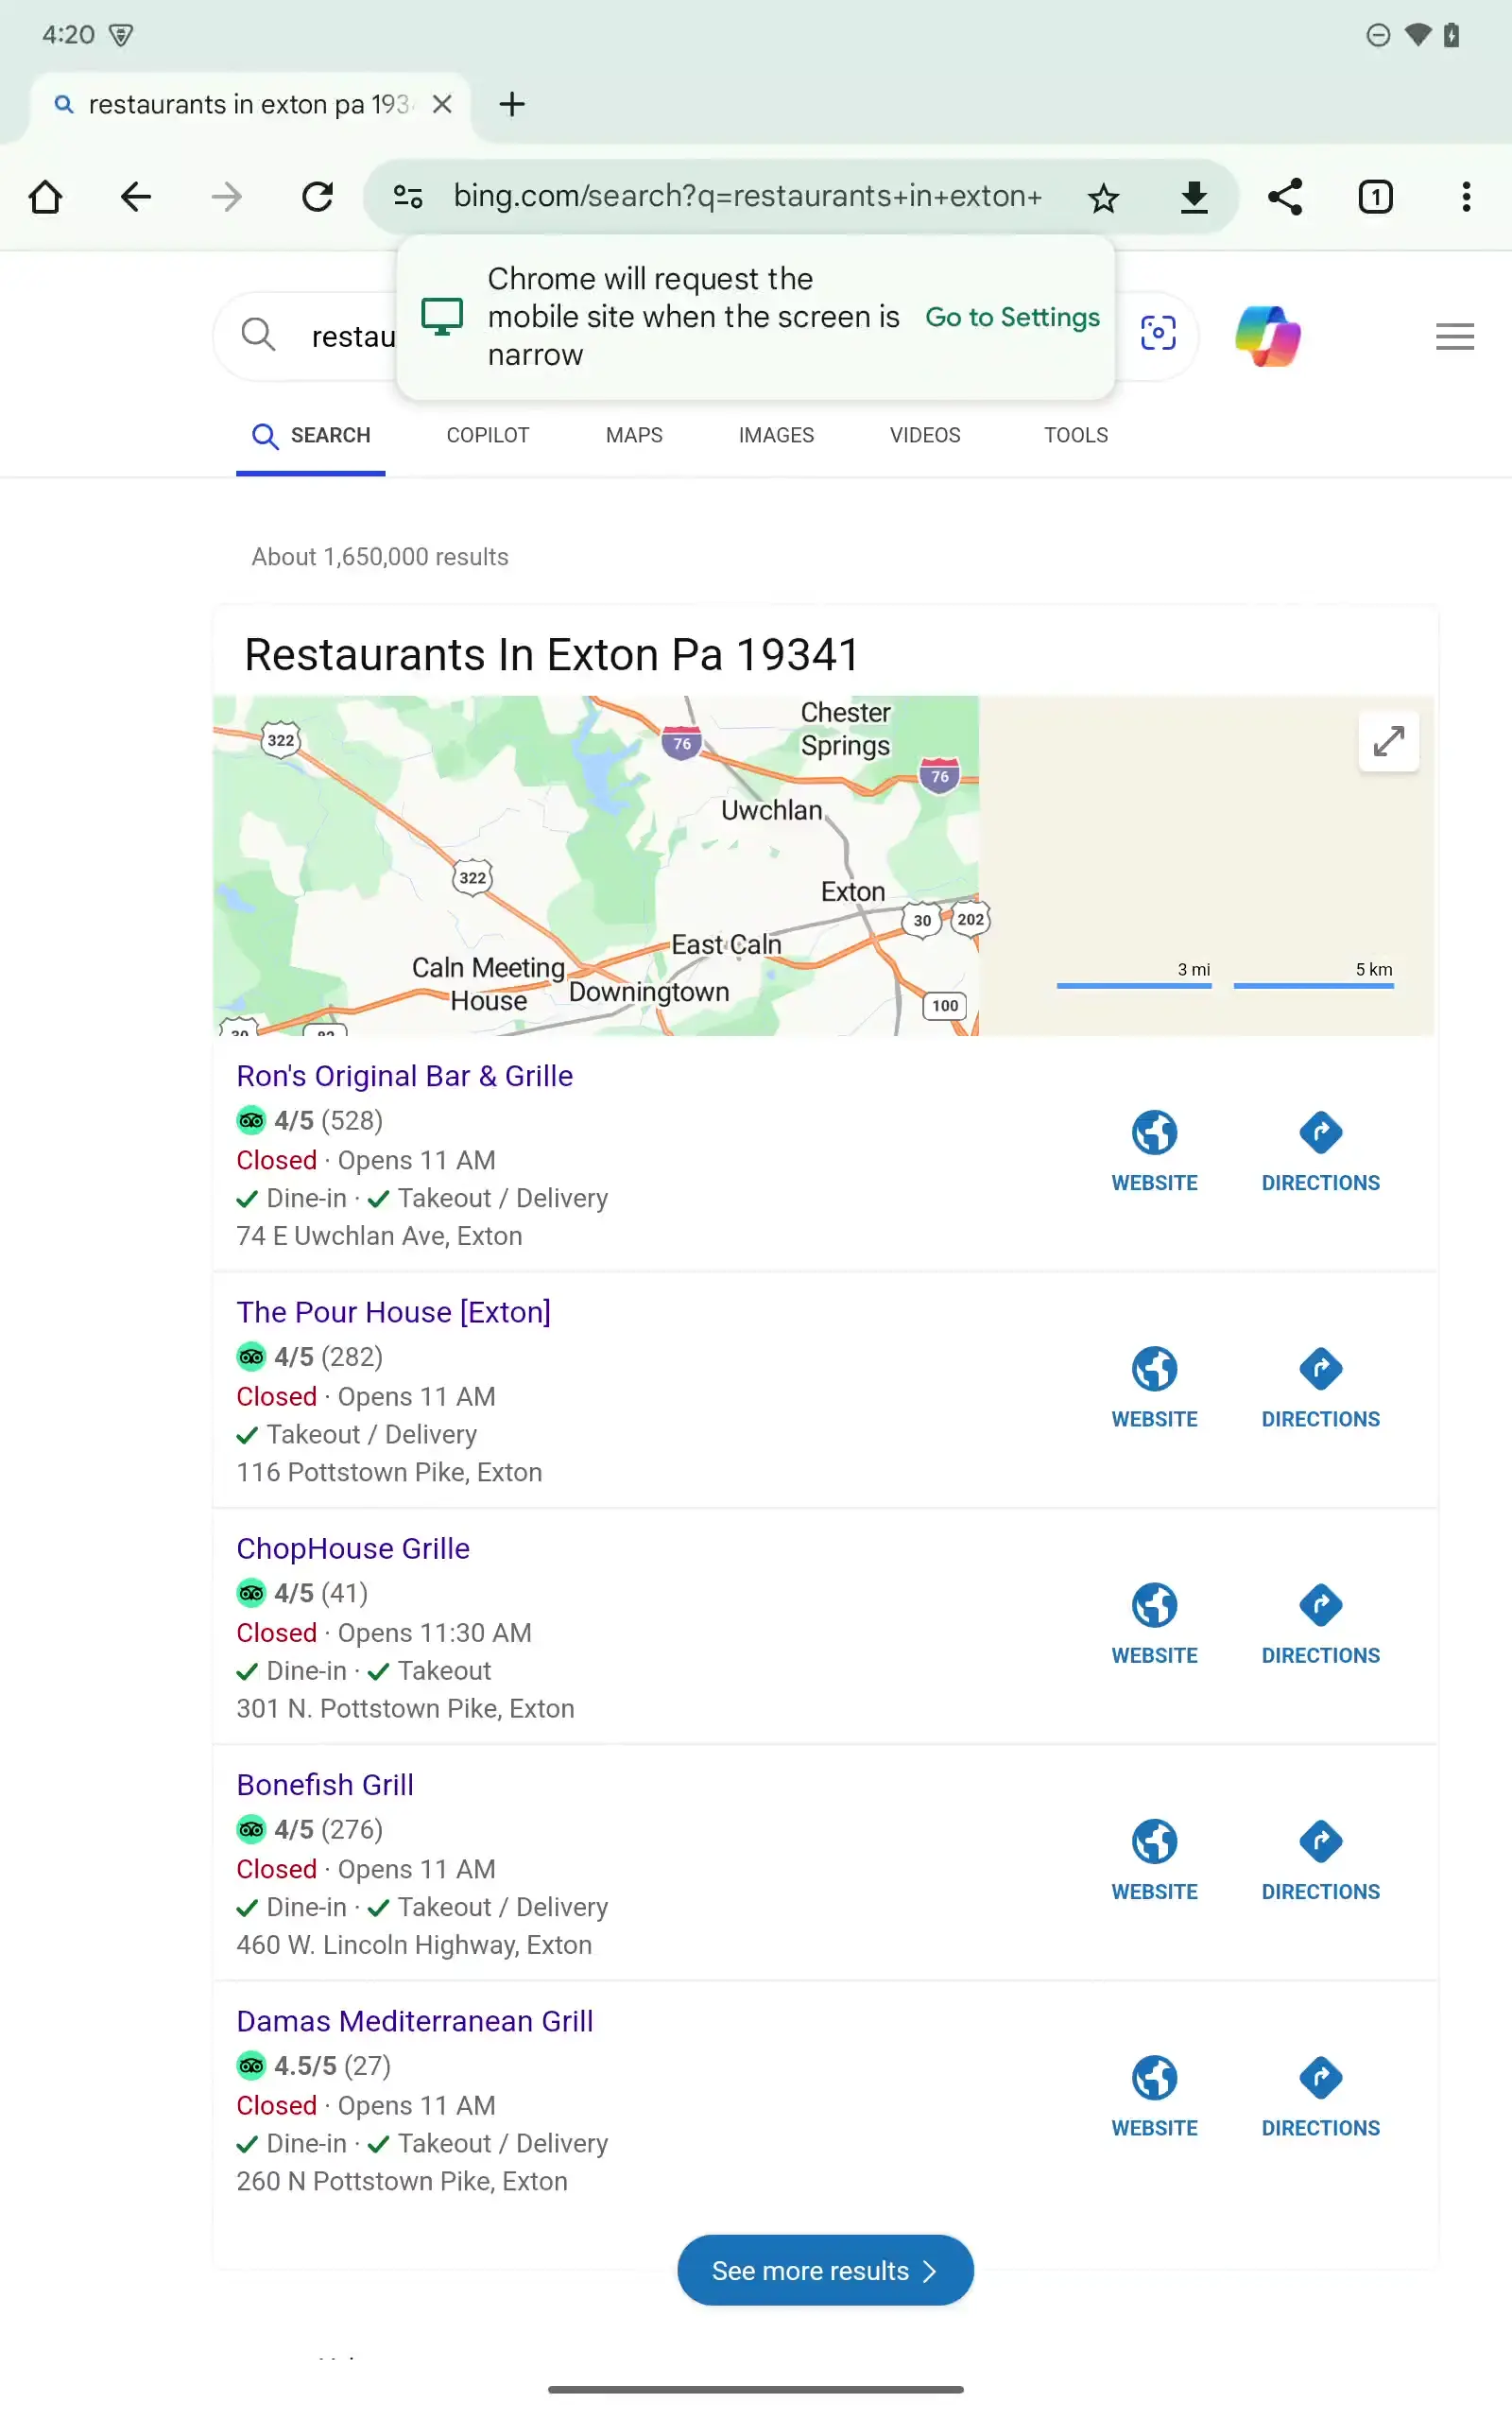 4:20
restaurants in exton pa 193
bing.com/search?q=restaurants+in+exton+
1
Chrome will request the
mobile site when the screen is
narrow
Go to Settings
restau
SEARCH
COPILOT
MAPS
IMAGES
VIDEOS
TOOLS
About 1,650,000 results
Restaurants In Exton Pa 19341
Chester
Springs
322
76
76
Uwchlan
322
Exton
30
202
East Caln
Caln Meeting
House
Downingtown
100
30
82
3 mi
5 km
Ron's Original Bar & Grille
4/5 (528)
Closed · Opens 11 AM
Dine-in · Takeout / Delivery
74 E Uwchlan Ave, Exton
WEBSITE
DIRECTIONS
The Pour House [Exton]
4/5 (282)
Closed · Opens 11 AM
Takeout / Delivery
116 Pottstown Pike, Exton
WEBSITE
DIRECTIONS
ChopHouse Grille
4/5 (41)
Closed · Opens 11:30 AM
Dine-in · Takeout
301 N. Pottstown Pike, Exton
WEBSITE
DIRECTIONS
Bonefish Grill
4/5 (276)
Closed · Opens 11 AM
Dine-in · Takeout / Delivery
460 W. Lincoln Highway, Exton
WEBSITE
DIRECTIONS
Damas Mediterranean Grill
4.5/5 (27)
Closed · Opens 11 AM
Dine-in · Takeout / Delivery
260 N Pottstown Pike, Exton
WEBSITE
DIRECTIONS
See more results